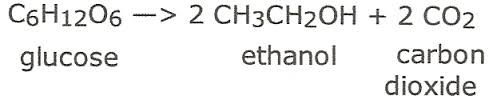 C6H12O6 —> 2 CH3CH2OH + 2 CO2
glucose ethanol carbon
dioxide